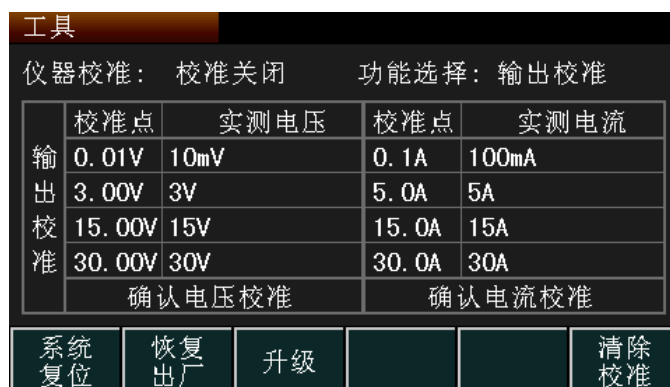 工具
仪器校准: 校准关闭 功能选择: 输出校准
校准点 实测电压 校准点 实测电流
输出校准
0.01V 10mV 0.1A 100mA
3.00V 3V 5.0A 5A
15.00V 15V 15.0A 15A
30.00V 30V 30.0A 30A
确认电压校准 确认电流校准
系统复位 恢复出厂 升级 清除校准